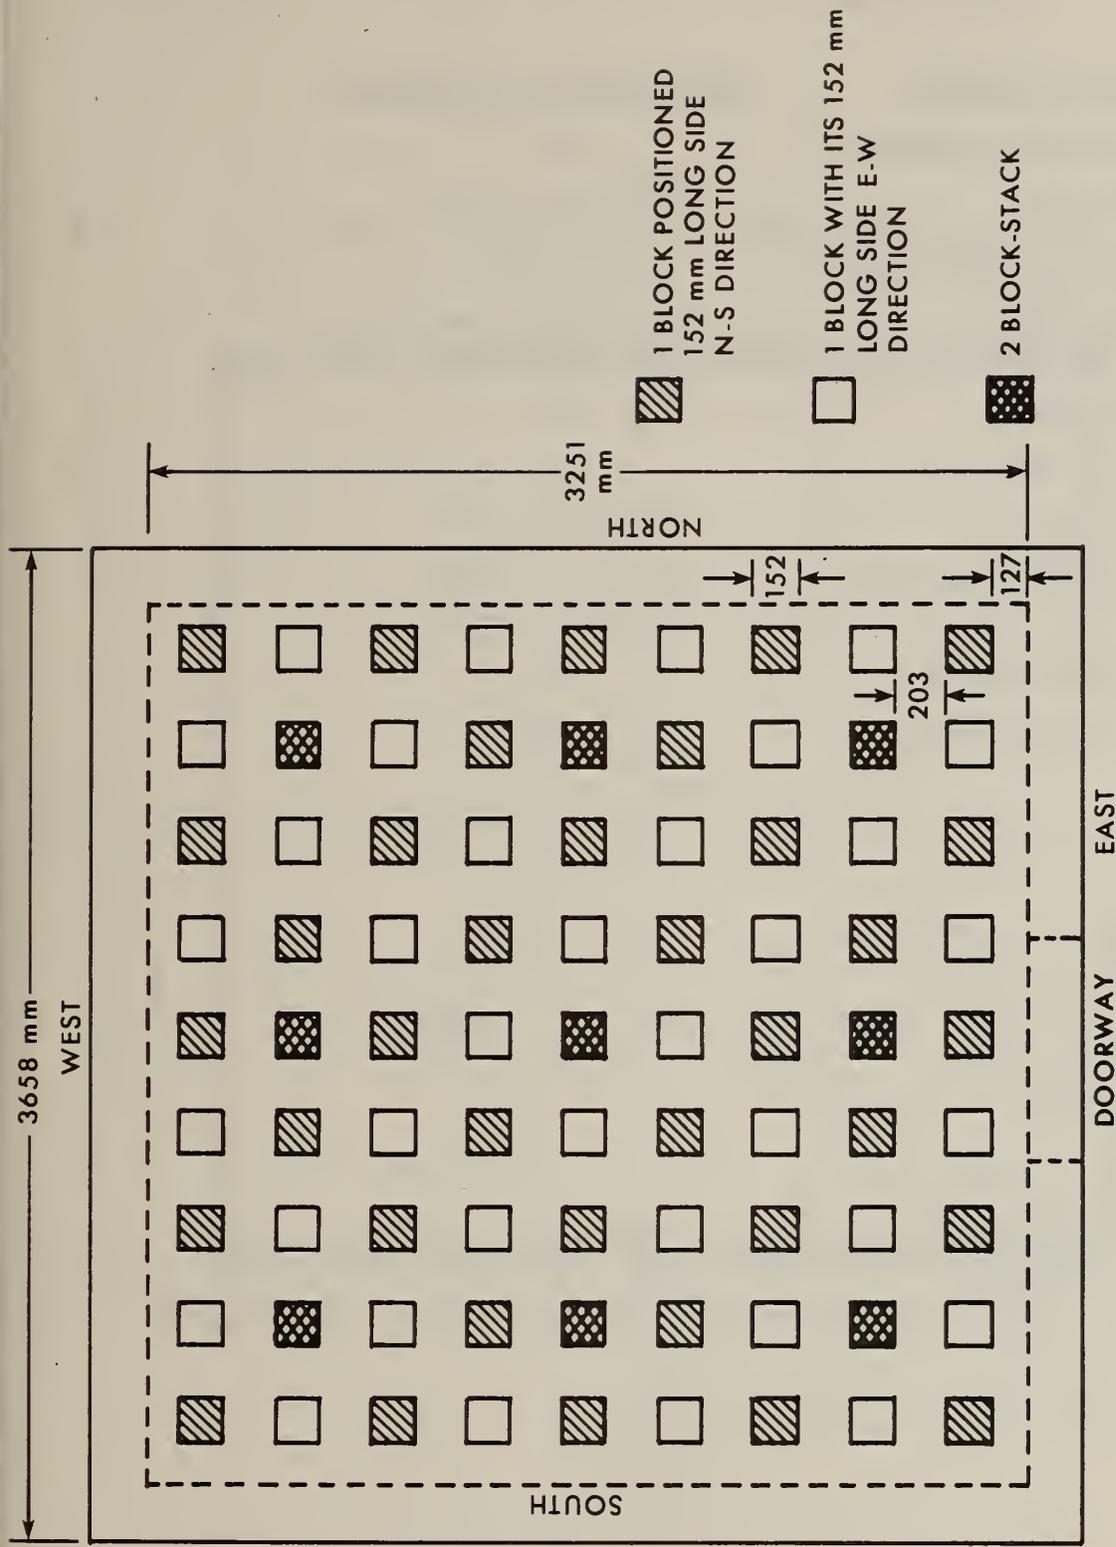 3658 mm
WEST
3251
mm
NORTH
152
127
203
SOUTH
DOORWAY
EAST
1 BLOCK POSITIONED
152 mm LONG SIDE
N-S DIRECTION
1 BLOCK WITH ITS 152 mm
LONG SIDE E-W
DIRECTION
2 BLOCK-STACK